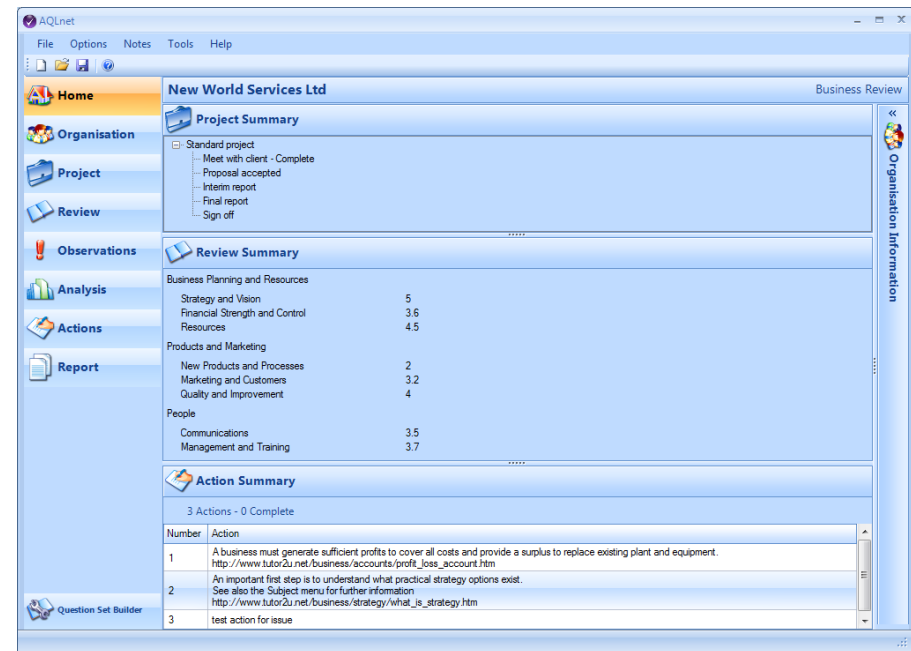 AQLnet
File Options Notes Tools Help
Home
Organisation
Project
Review
Observations
Analysis
Actions
Report
Question Set Builder
New World Services Ltd Business Review
Project Summary
Standard project
Meet with client - Complete
Proposal accepted
Interim report
Final report
Sign off
Review Summary
Business Planning and Resources
Strategy and Vision 5
Financial Strength and Control 3.6
Resources 4.5
Products and Marketing
New Products and Processes 2
Marketing and Customers 3.2
Quality and Improvement 4
People
Communications 3.5
Management and Training 3.7
Action Summary
3 Actions - 0 Complete
Number Action
1 A business must generate sufficient profits to cover all costs and provide a surplus to replace existing plant and equipment.
http://www.tutor2u.net/business/accounts/profit_loss_account.htm
2 An important first step is to understand what practical strategy options exist.
See also the Subject menu for further information
http://www.tutor2u.net/business/strategy/what_is_strategy.htm
3 test action for issue
Organisation Information